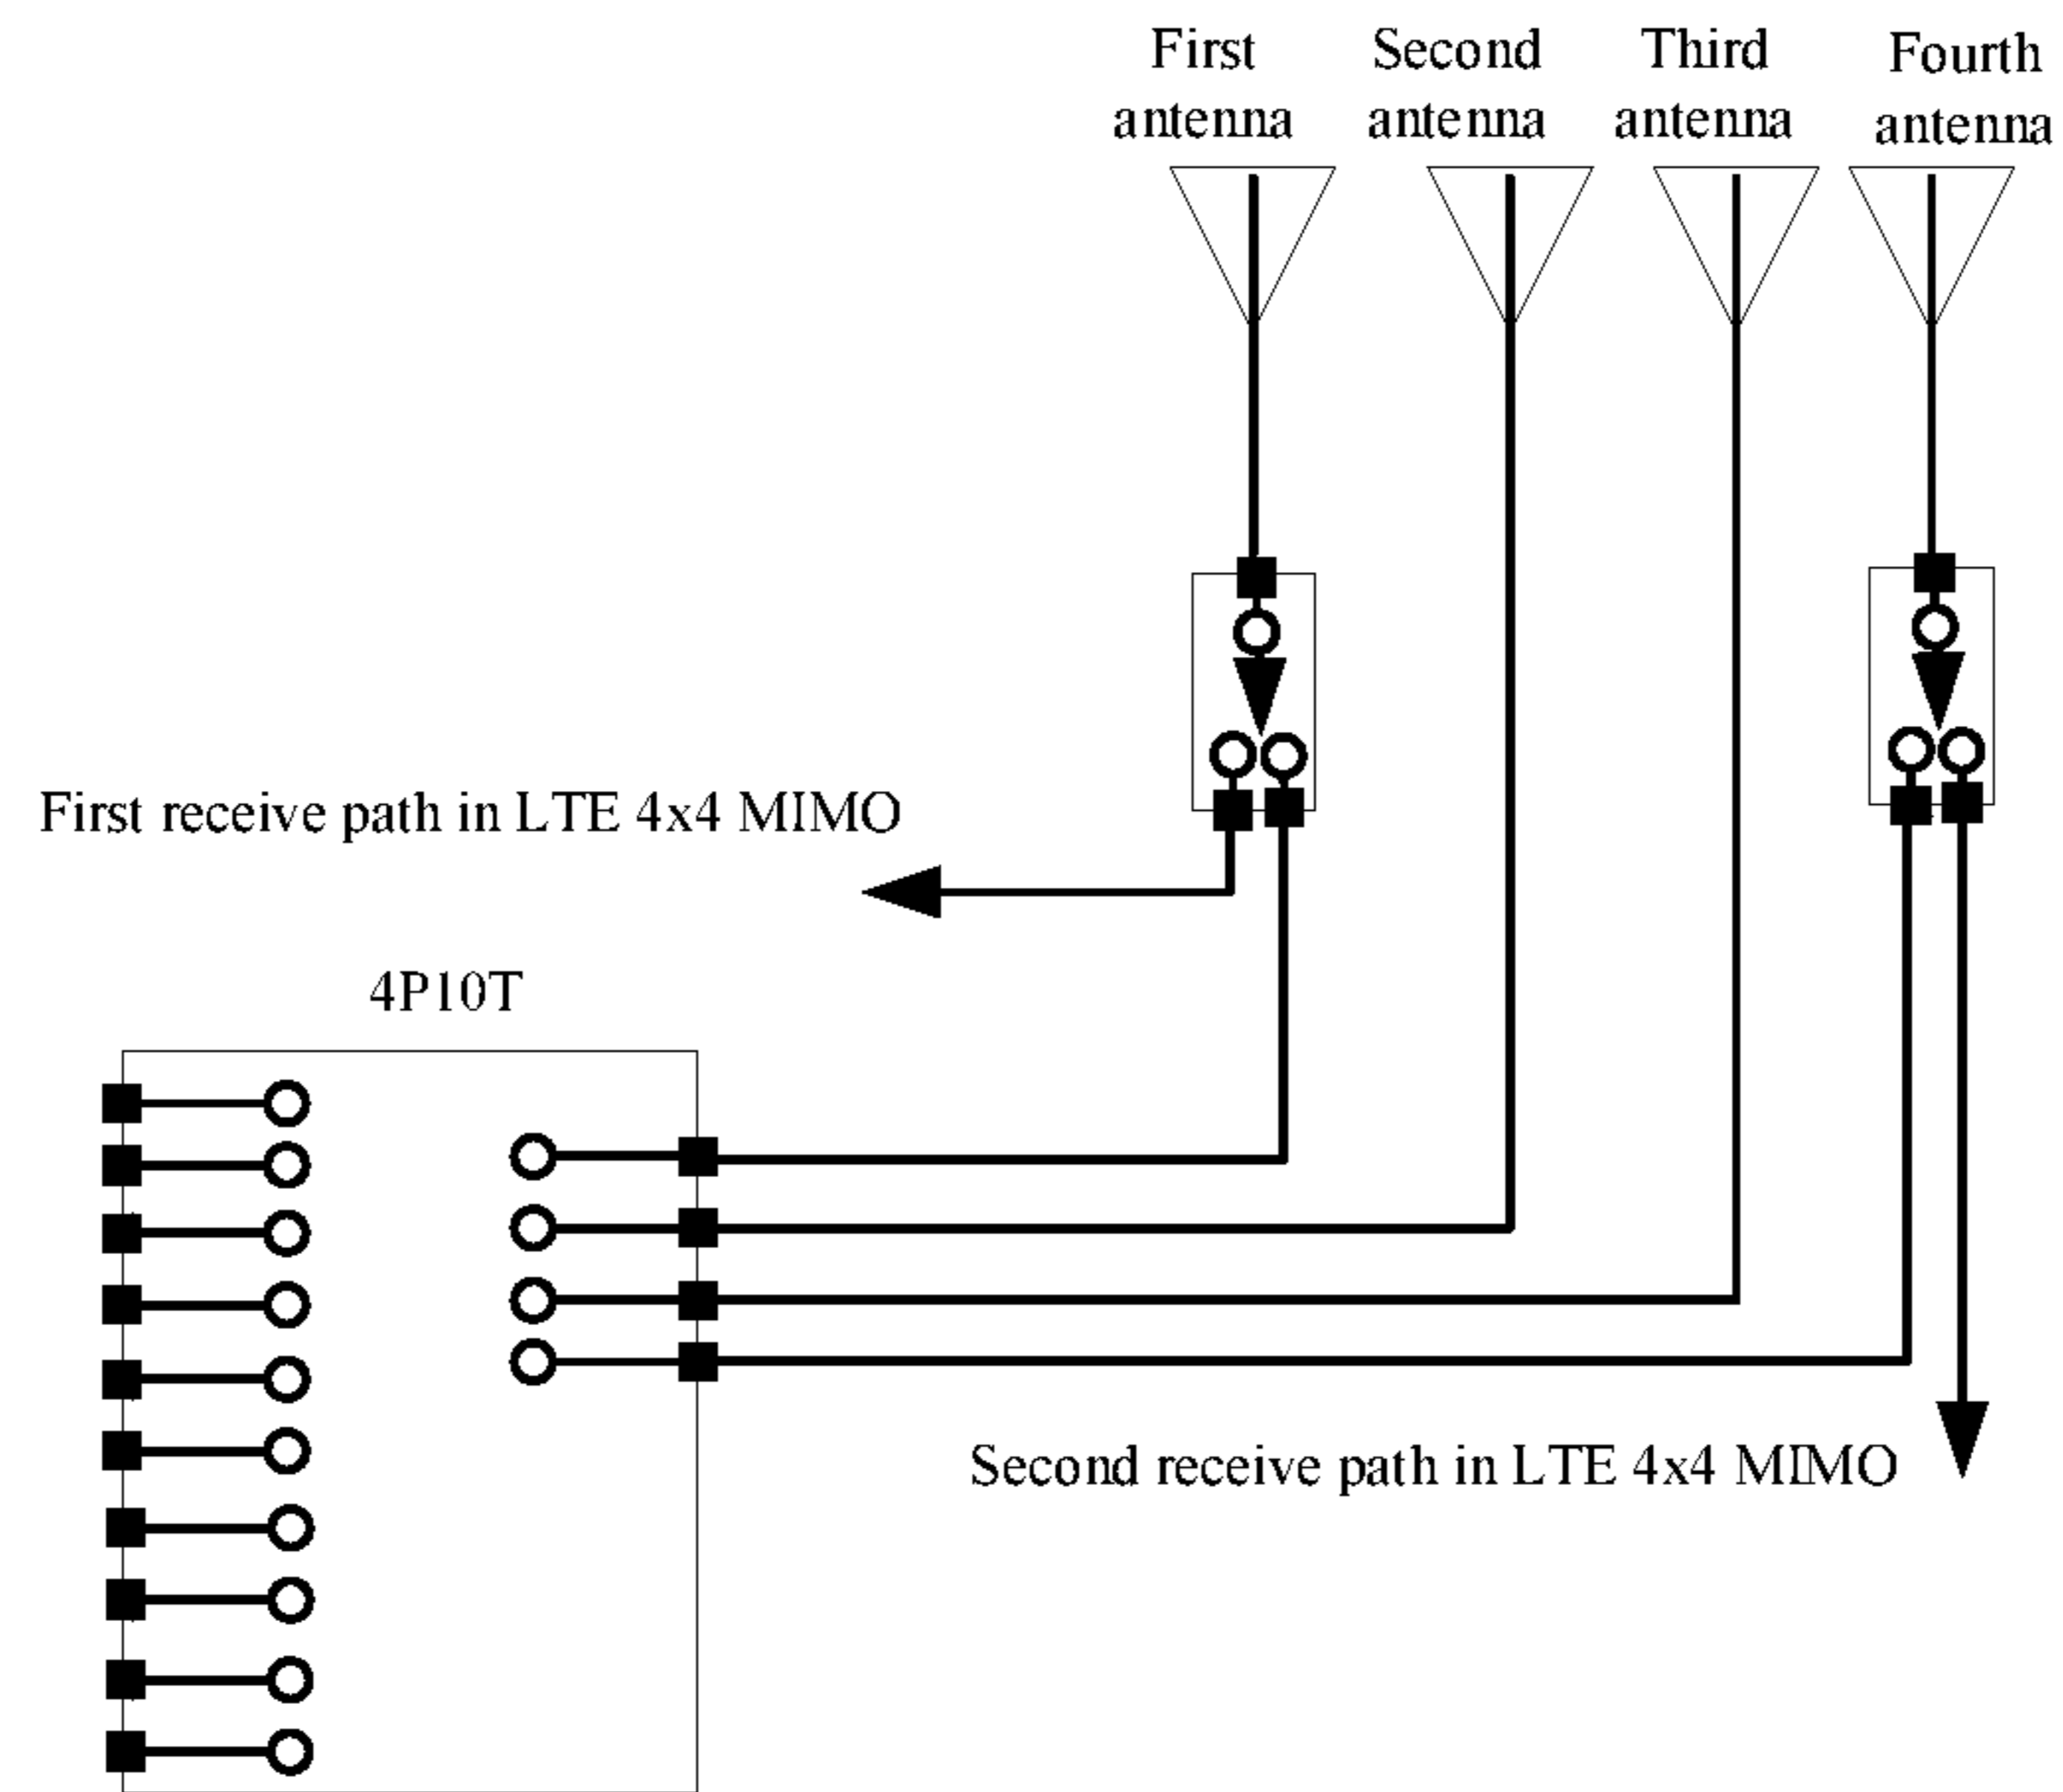 First antenna
Second antenna
Third antenna
Fourth antenna
First receive path in LTE 4x4 MIMO
4P10T
Second receive path in LTE 4x4 MIMO